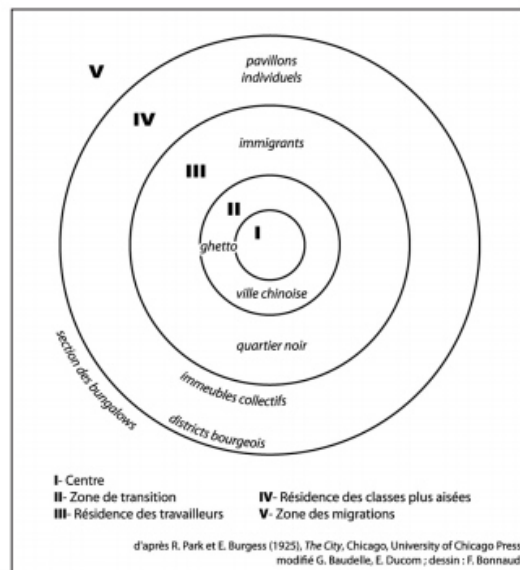 V
pavillons
individuels
IV
immigrants
III
II
I
ghetto
ville chinoise
quartier noir
section des bungalows
immeubles collectifs
districts bourgeois
I- Centre
II- Zone de transition
III- Résidence des travailleurs
IV- Résidence des classes plus aisées
V- Zone des migrations
d'après R. Park et E. Burgess (1925), The City, Chicago, University of Chicago Press
modifié G. Baudelle, E. Ducom ; dessin : F. Bonnaud